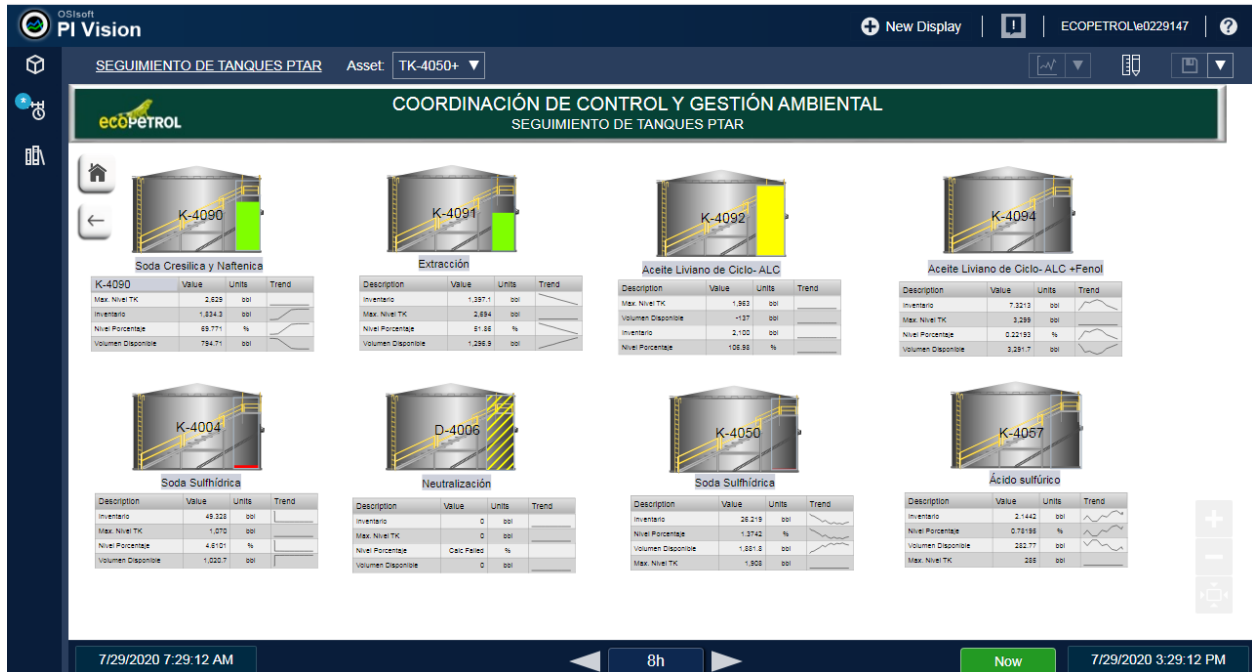 OSIsoft
PI Vision
New Display
ECOPETROL\e0229147
SEGUIMIENTO DE TANQUES PTAR Asset: TK-4050+
ecopetrol
COORDINACIÓN DE CONTROL Y GESTIÓN AMBIENTAL
SEGUIMIENTO DE TANQUES PTAR
K-4090
Soda Cresilica y Naftenica
K-4090 Value Units Trend
Max. Nivel TK 2,629 bbl
Inventario 1,834.3 bbl
Nivel Porcentaje 69.771 %
Volumen Disponible 794.71 bbl
K-4091
Extracción
Description Value Units Trend
Inventario 1,397.1 bbl
Max. Nivel TK 2,694 bbl
Nivel Porcentaje 51.86 %
Volumen Disponible 1,296.9 bbl
K-4092
Aceite Liviano de Ciclo- ALC
Description Value Units Trend
Max. Nivel TK 1,963 bbl
Volumen Disponible -137 bbl
Inventario 2,100 bbl
Nivel Porcentaje 106.98 %
K-4094
Aceite Liviano de Ciclo- ALC +Fenol
Description Value Units Trend
Inventario 7.3213 bbl
Max. Nivel TK 3,299 bbl
Nivel Porcentaje 0.22193 %
Volumen Disponible 3,291.7 bbl
K-4004
Soda Sulfhídrica
Description Value Units Trend
Inventario 49.328 bbl
Max. Nivel TK 1,070 bbl
Nivel Porcentaje 4.6101 %
Volumen Disponible 1,020.7 bbl
D-4006
Neutralización
Description Value Units Trend
Inventario 0 bbl
Max. Nivel TK 0 bbl
Nivel Porcentaje Calc Failed %
Volumen Disponible 0 bbl
K-4050
Soda Sulfhídrica
Description Value Units Trend
Inventario 26.219 bbl
Nivel Porcentaje 1.3742 %
Volumen Disponible 1,881.8 bbl
Max. Nivel TK 1,908 bbl
K-4057
Ácido sulfúrico
Description Value Units Trend
Inventario 2.1442 bbl
Nivel Porcentaje 0.78196 %
Volumen Disponible 282.77 bbl
Max. Nivel TK 285 bbl
7/29/2020 7:29:12 AM
8h
Now
7/29/2020 3:29:12 PM